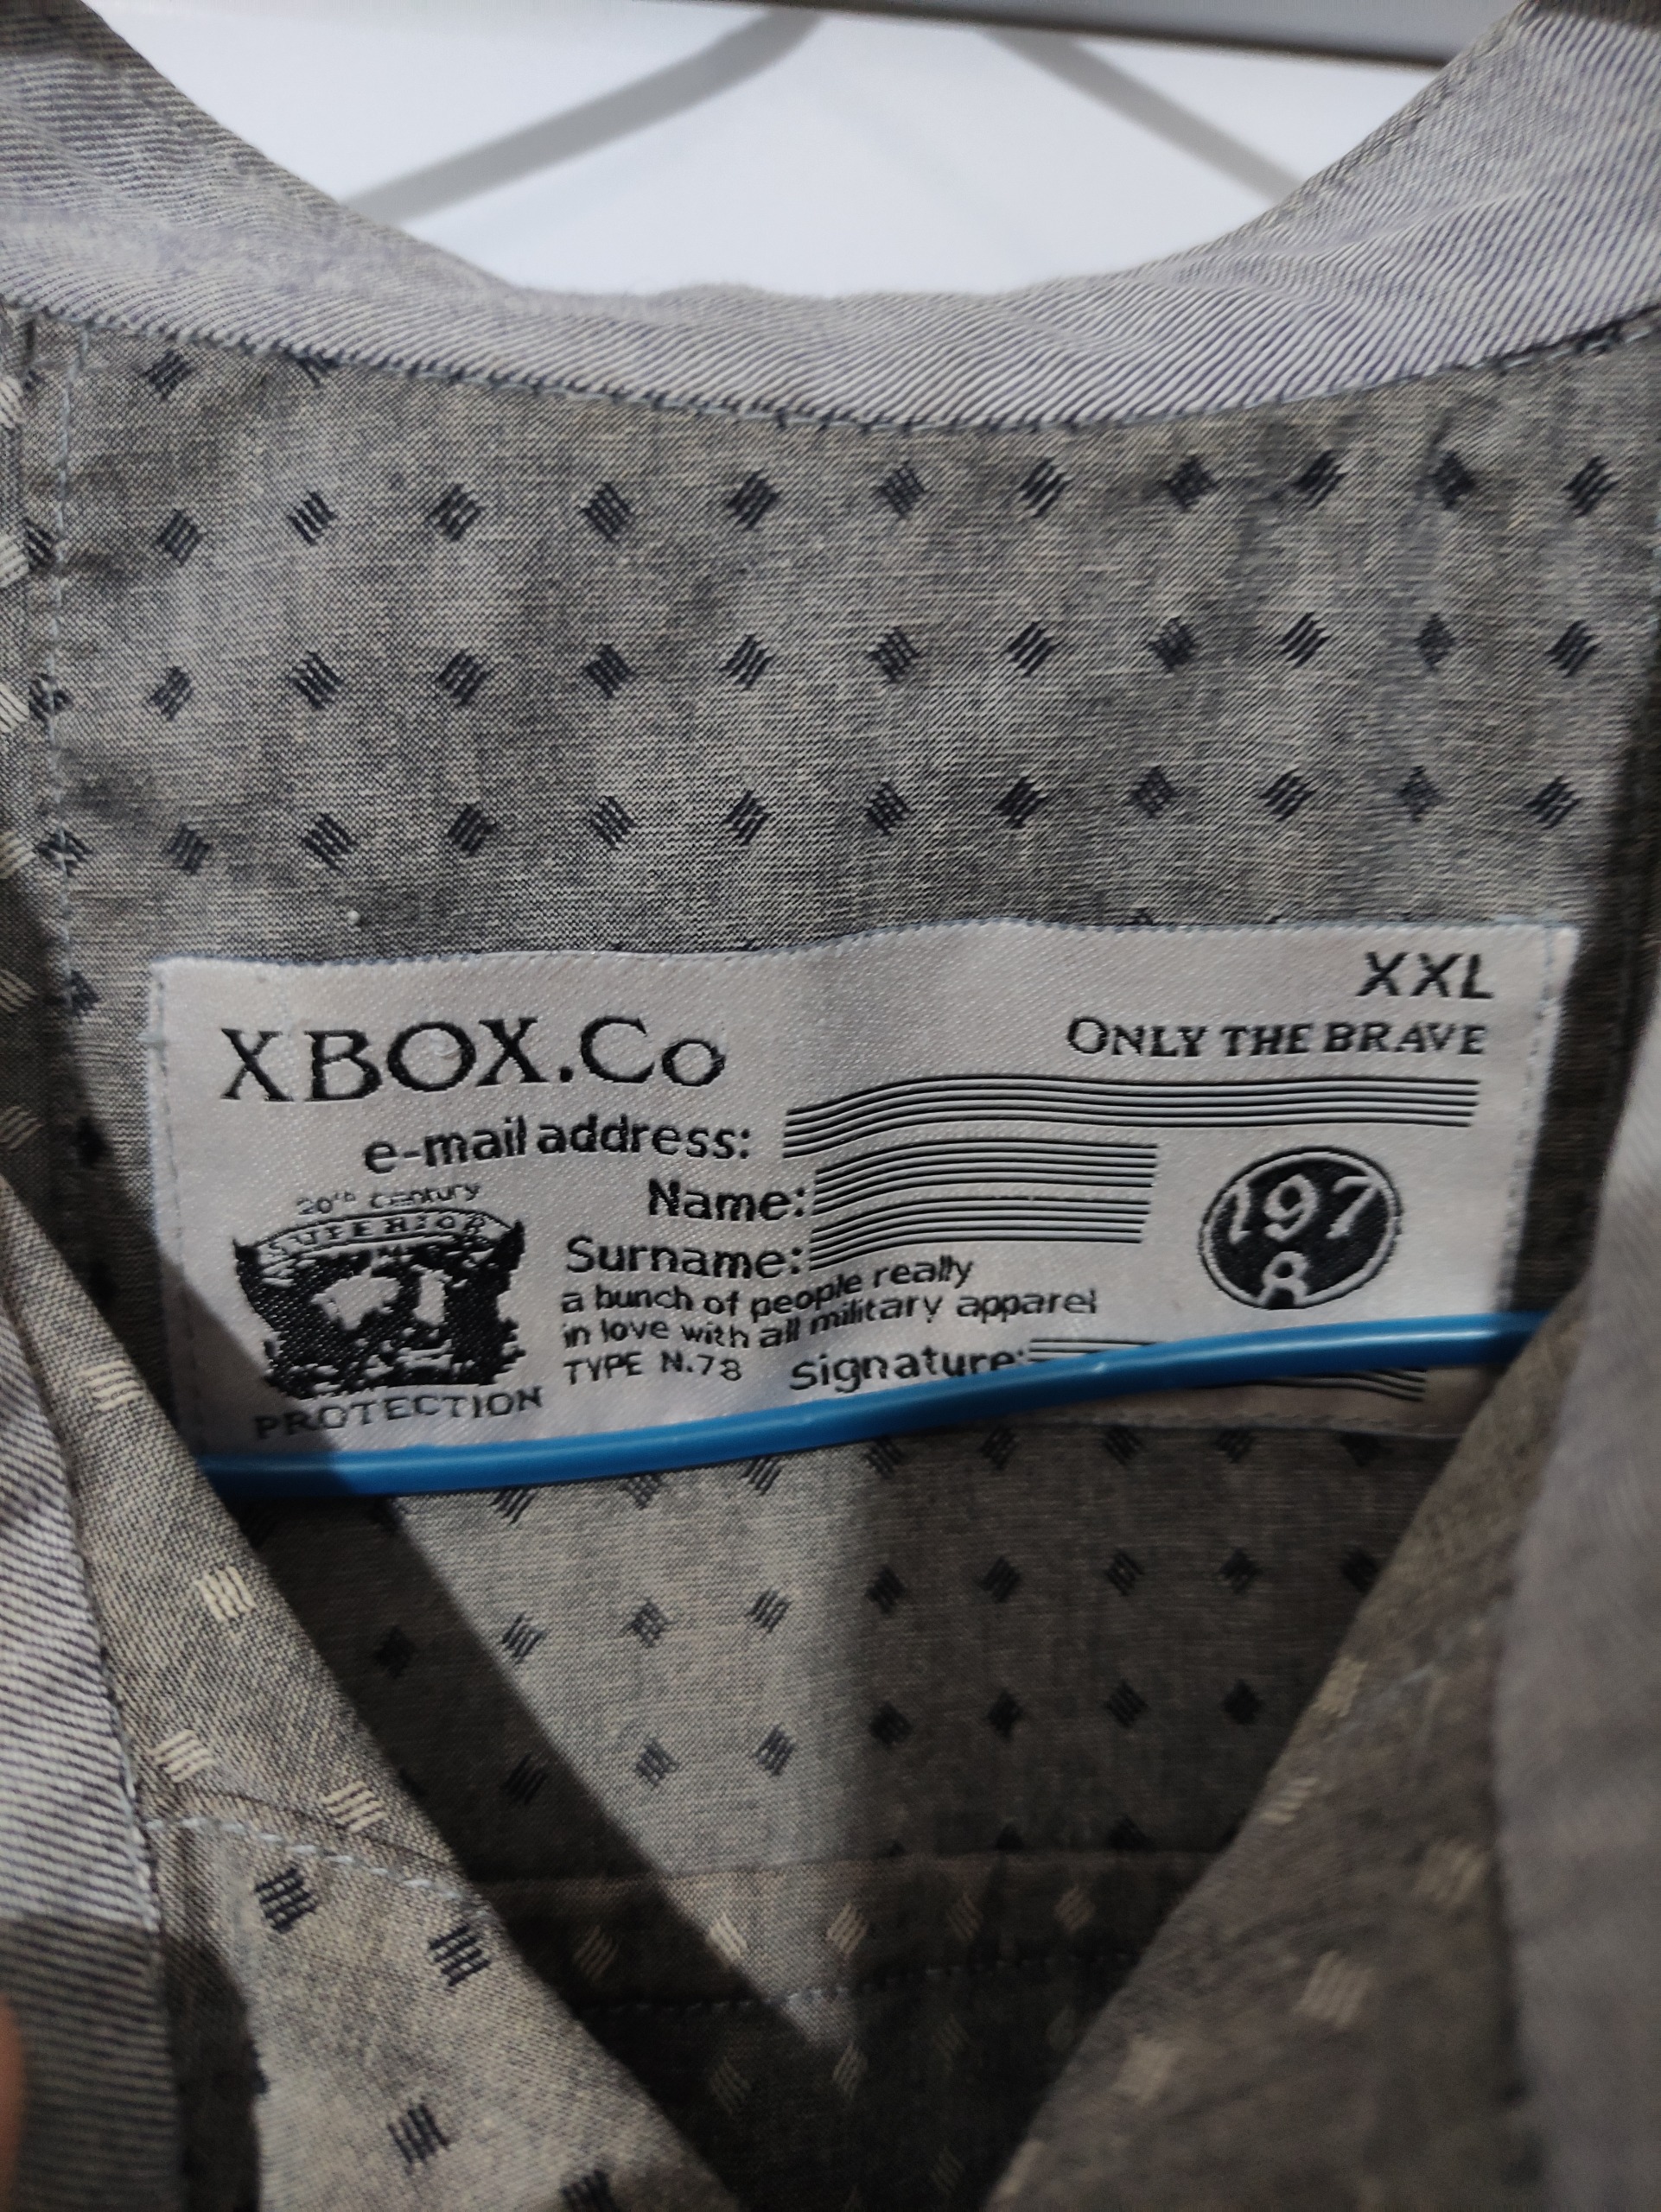 XXL
XBOX.Co
ONLY THE BRAVE
e-mail address:
Name:
Surname:
20th Century
SUPERIOR
PROTECTION
a bunch of people really
in love with all military apparel
TYPE N.78
Signature:
197
8